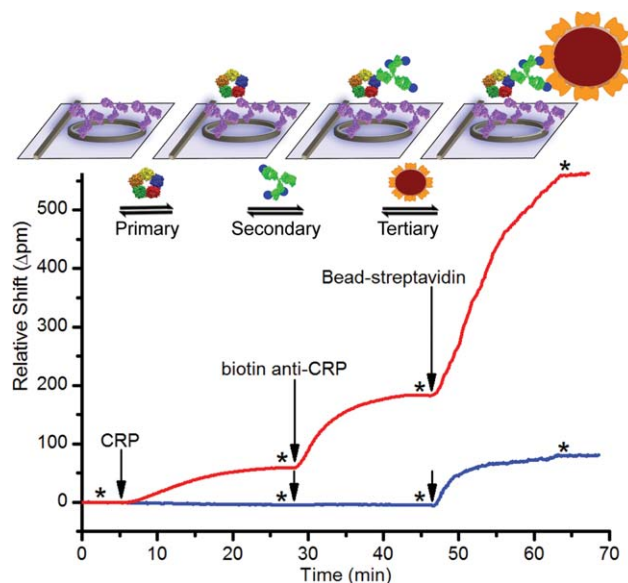 Primary
Secondary
Tertiary
Bead-streptavidin
biotin anti-CRP
CRP
*
*
*
*
*
*
*
Relative Shift (Δpm)
500
400
300
200
100
0
0
10
20
30
40
50
60
70
Time (min)